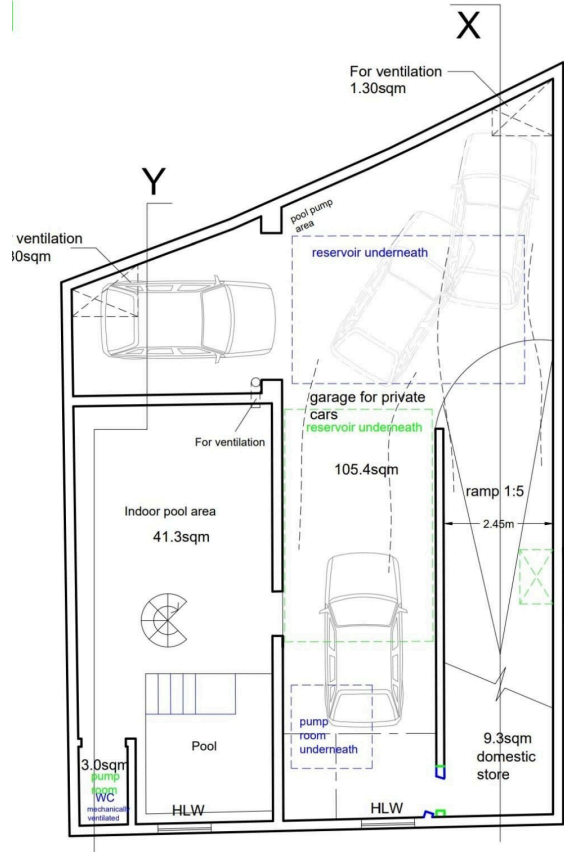 X
For ventilation
1.30sqm
Y
pool pump
area
ventilation
30sqm
reservoir underneath
garage for private
cars
reservoir underneath
For ventilation
105.4sqm
ramp 1:5
Indoor pool area
41.3sqm
2.45m
pump
room
underneath
Pool
9.3sqm
domestic
store
3.0sqm
pump
room
WC
mechanically
ventilated
HLW
HLW